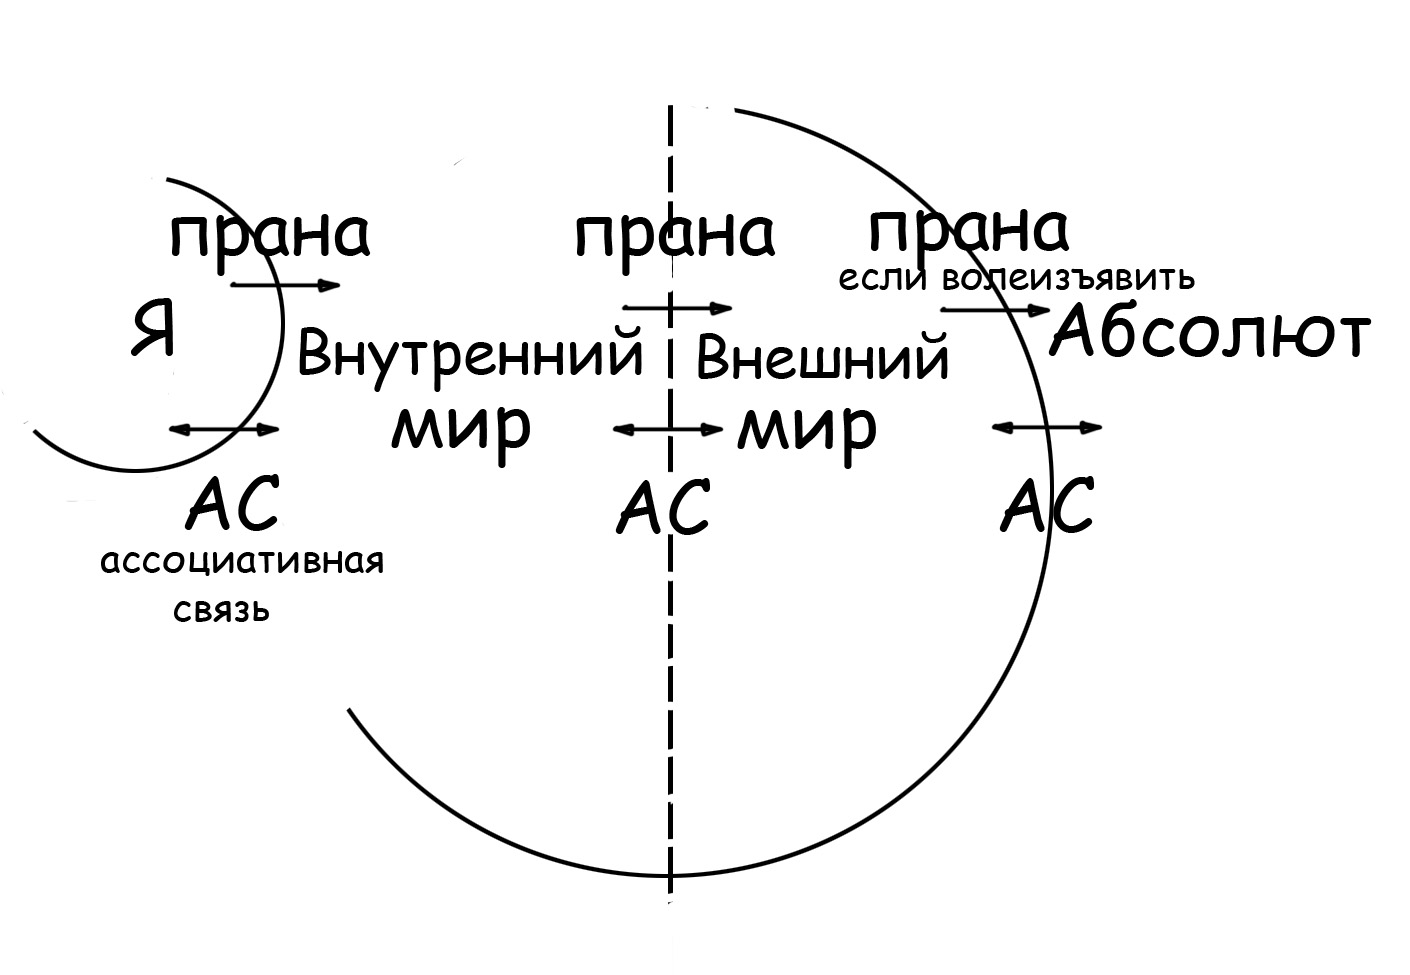 прана
прана
прана
если волеизъявить
Я
Абсолют
Внутренний
мир
Внешний
мир
АС
ассоциативная
связь
АС
АС